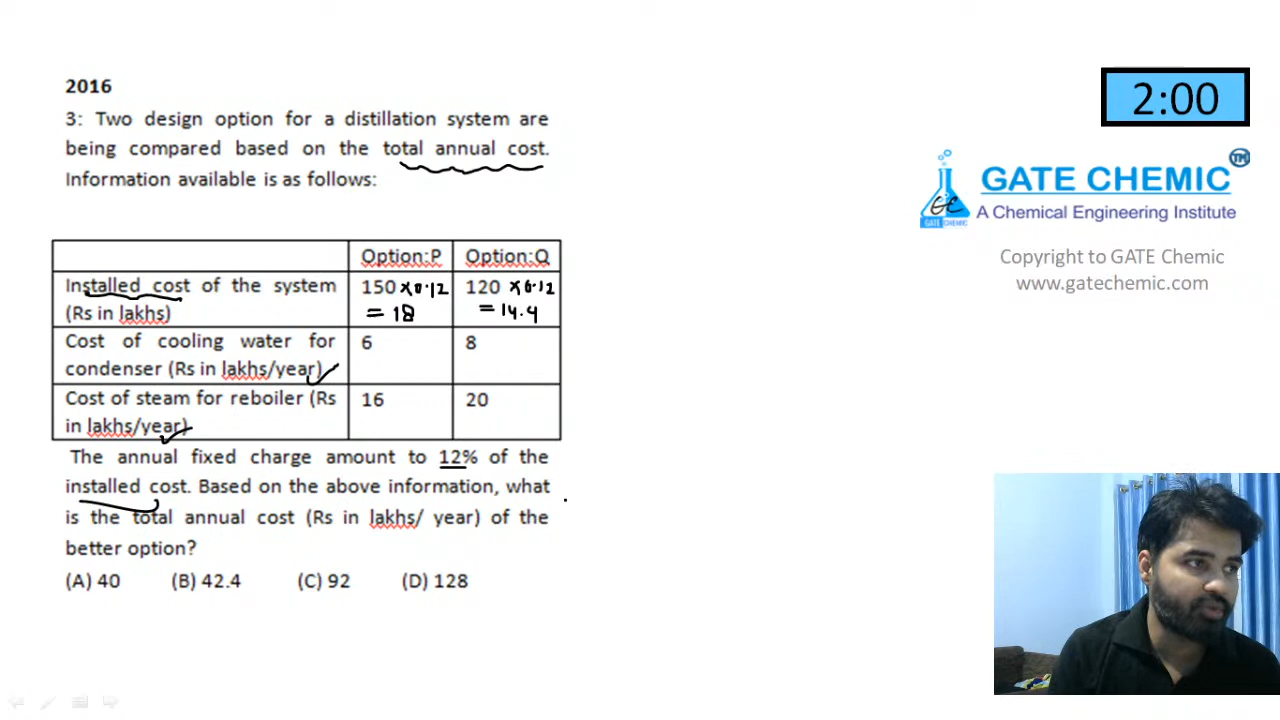 2016
3: Two design option for a distillation system are
being compared based on the total annual cost.
Information available is as follows:
Option:P Option:Q
Installed cost of the system (Rs in lakhs) 150 ×0.12 = 18 120 ×0.12 = 14.4
Cost of cooling water for condenser (Rs in lakhs/year) 6 8
Cost of steam for reboiler (Rs in lakhs/year) 16 20
The annual fixed charge amount to 12% of the
installed cost. Based on the above information, what
is the total annual cost (Rs in lakhs/ year) of the
better option?
(A) 40 (B) 42.4 (C) 92 (D) 128
2:00
GATE CHEMIC TM
A Chemical Engineering Institute
GATE CHEMIC
Copyright to GATE Chemic
www.gatechemic.com